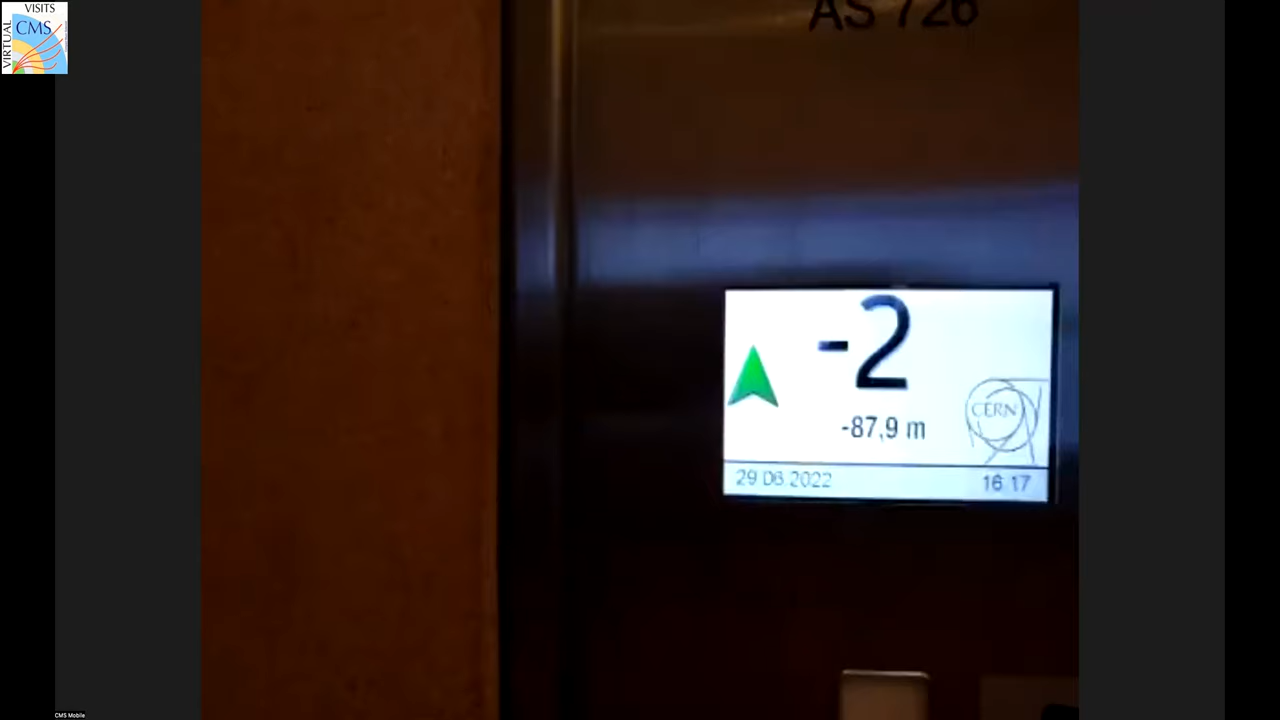 VISITS
VIRTUAL
CMS
AS 726
-2
-87,9 m
CERN
29 06 2022
16 17
CMS Mobile